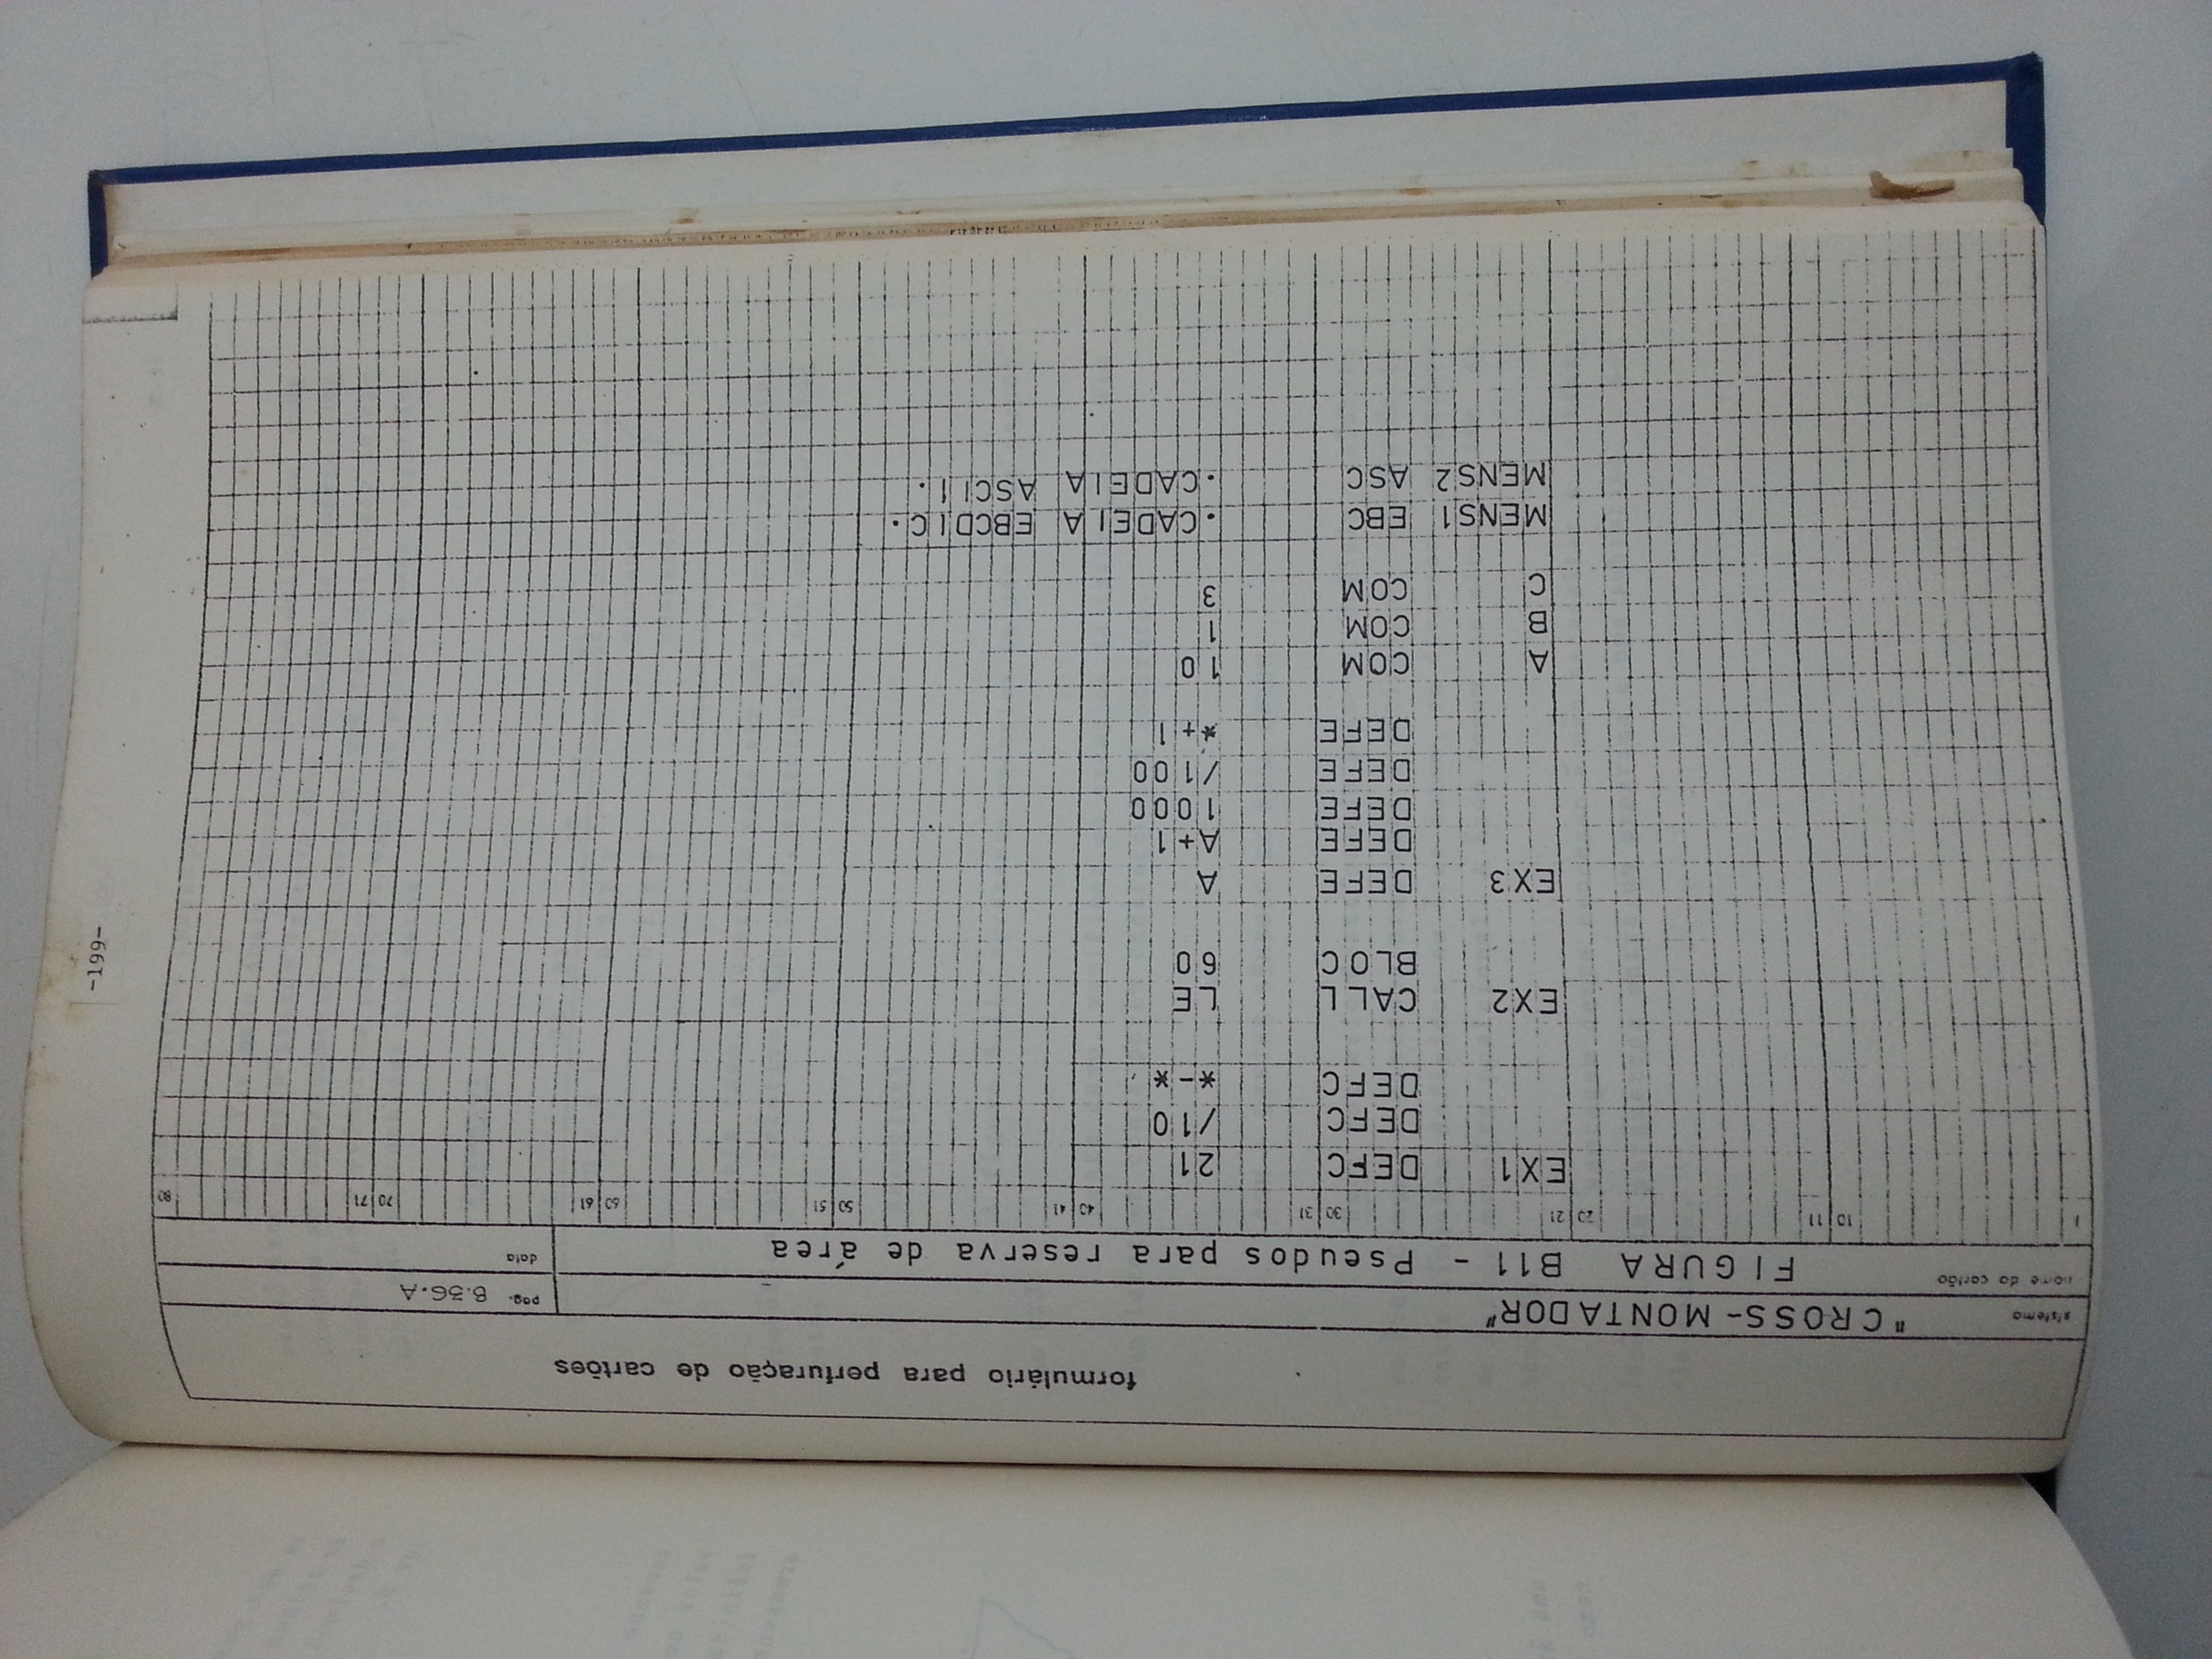 -199-
formulário para perfuração de cartões
sistema "CROSS-MONTADOR" pag. B.36.A
nome do cartão FIGURA B11 - Pseudos para reserva de área data
1 10 11 20 21 30 31 40 41 50 51 60 61 70 71 80
EX1 DEFC 21
DEFC /10
DEFC *-*
EX2 CALL LE
BLOC 60
EX3 DEFE A
DEFE A+1
DEFE 1000
DEFE /100
DEFE *+1
A COM 10
B COM 1
C COM 3
MENS1 EBC .CADEIA EBCDIC.
MENS2 ASC .CADEIA ASCII.